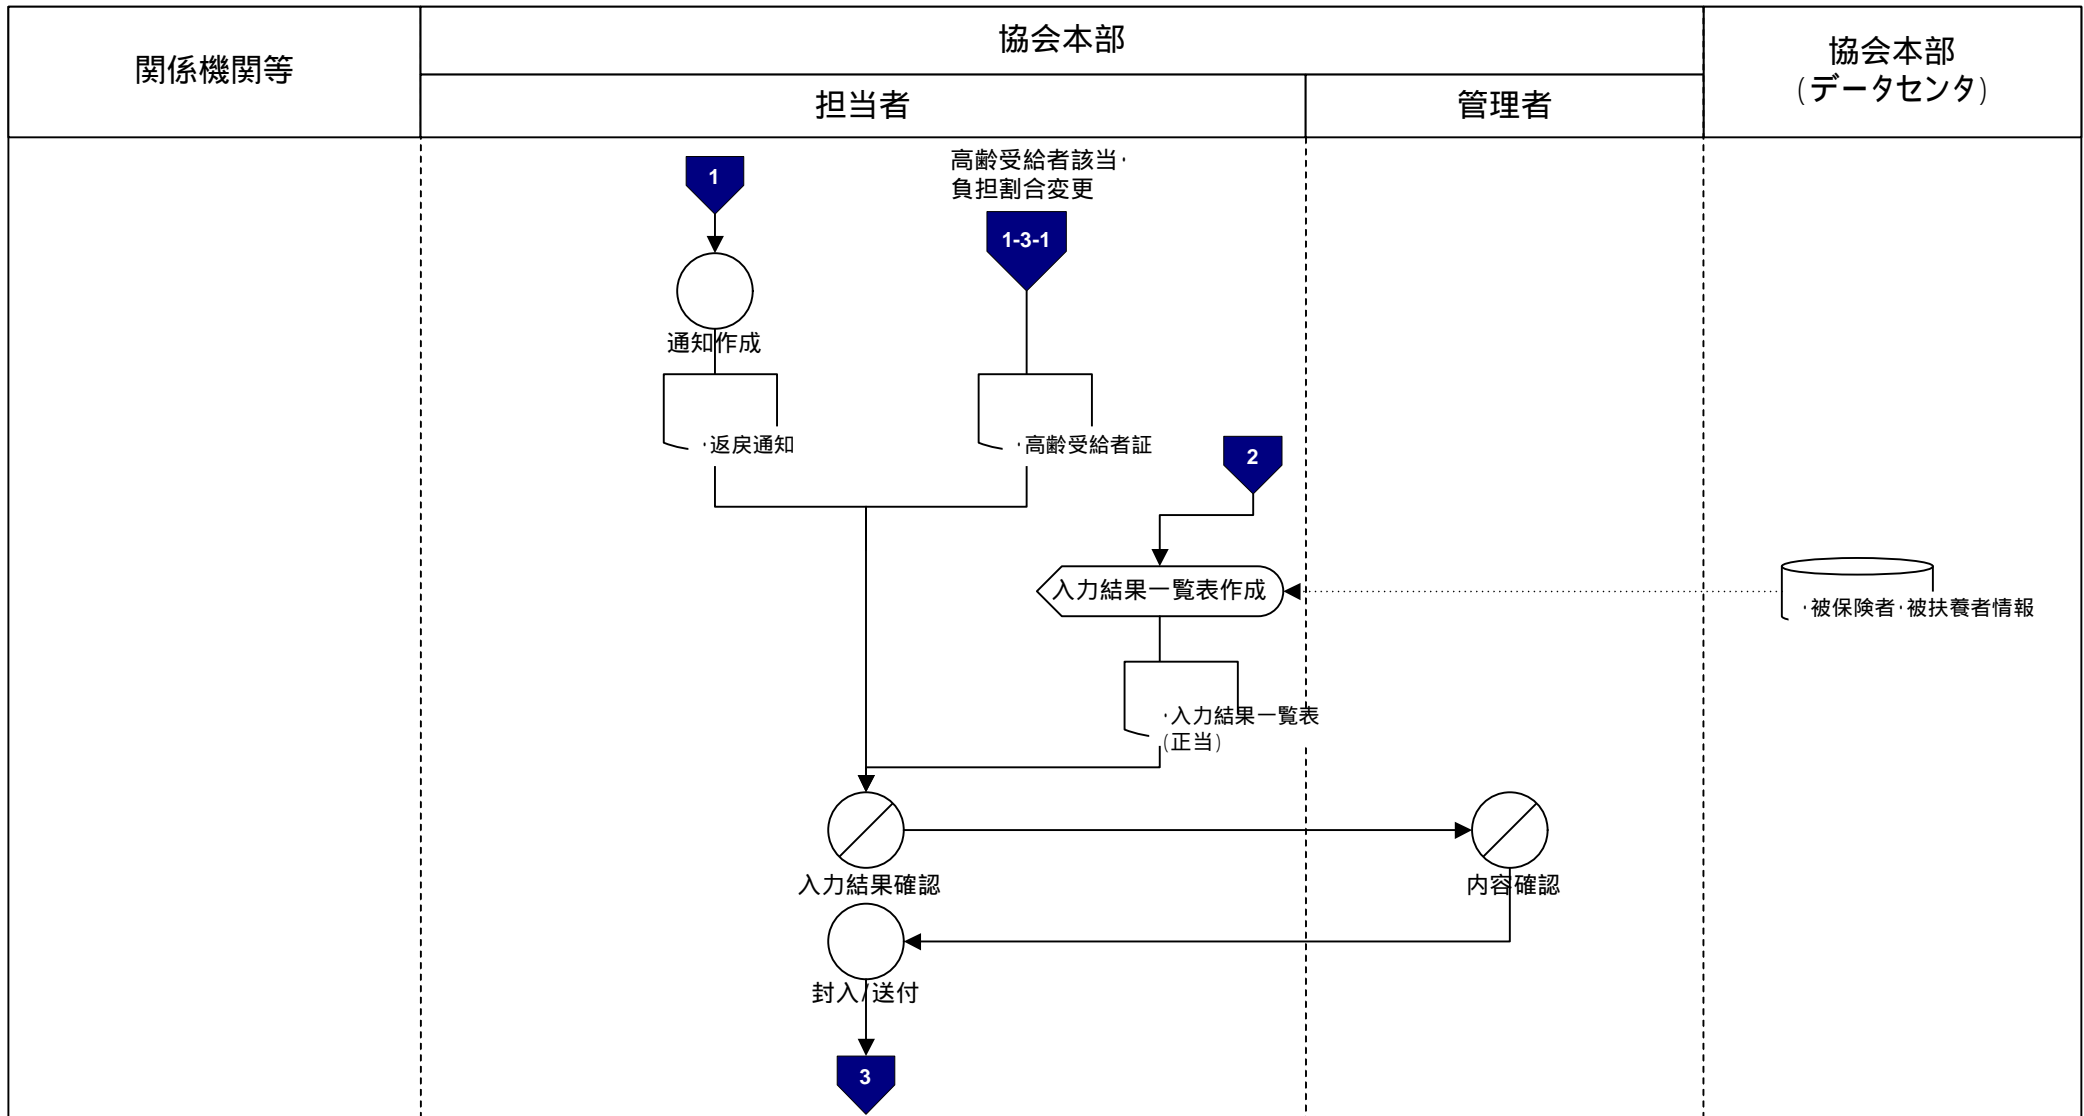 関係機関等
協会本部
担当者
管理者
協会本部
(データセンタ)
1
高齢受給者該当・
負担割合変更
1-3-1
通知作成
・返戻通知
・高齢受給者証
2
入力結果一覧表作成
・被保険者・被扶養者情報
・入力結果一覧表
(正当)
入力結果確認
内容確認
封入/送付
3